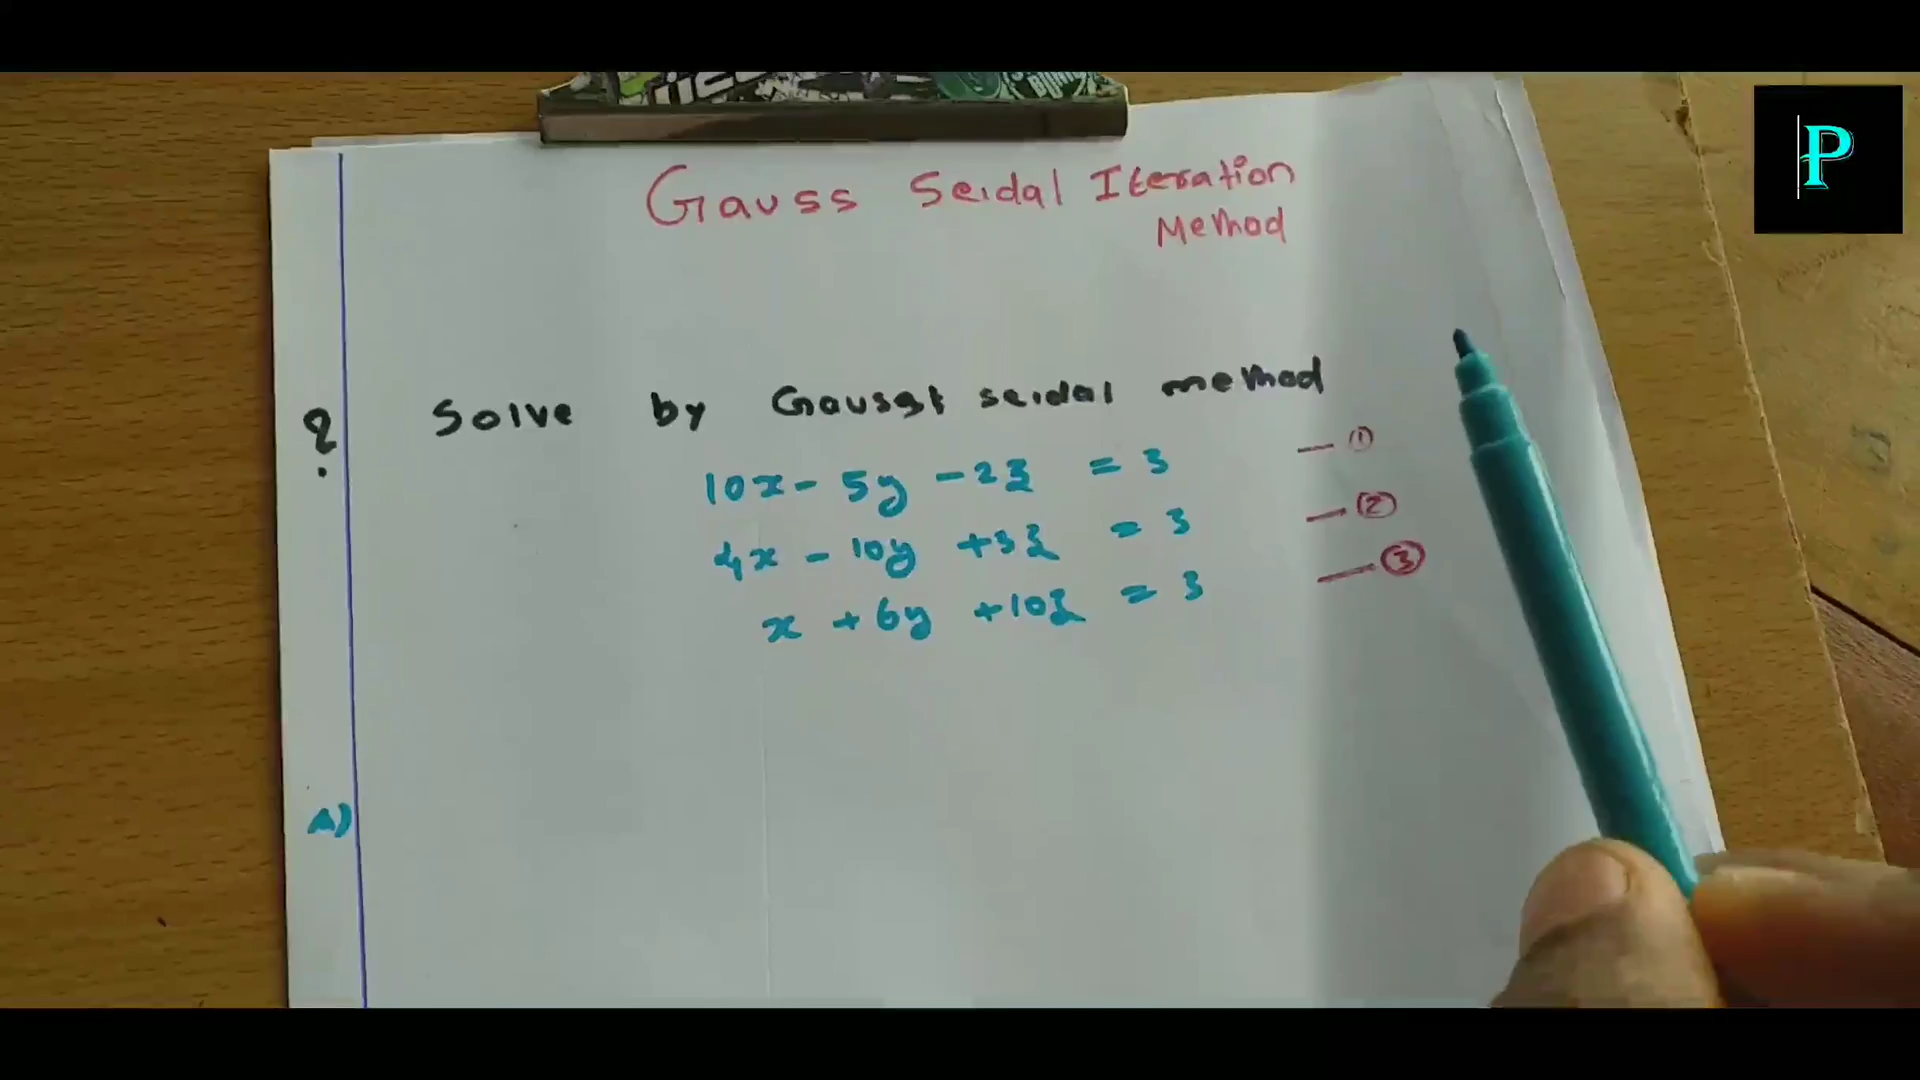 Gauss Seidal Iteration
Method
? Solve by Gauss seidal method
10x - 5y - 2z = 3 — ①
4x - 10y + 3z = 3 — ②
x + 6y + 10z = 3 — ③
A)
P